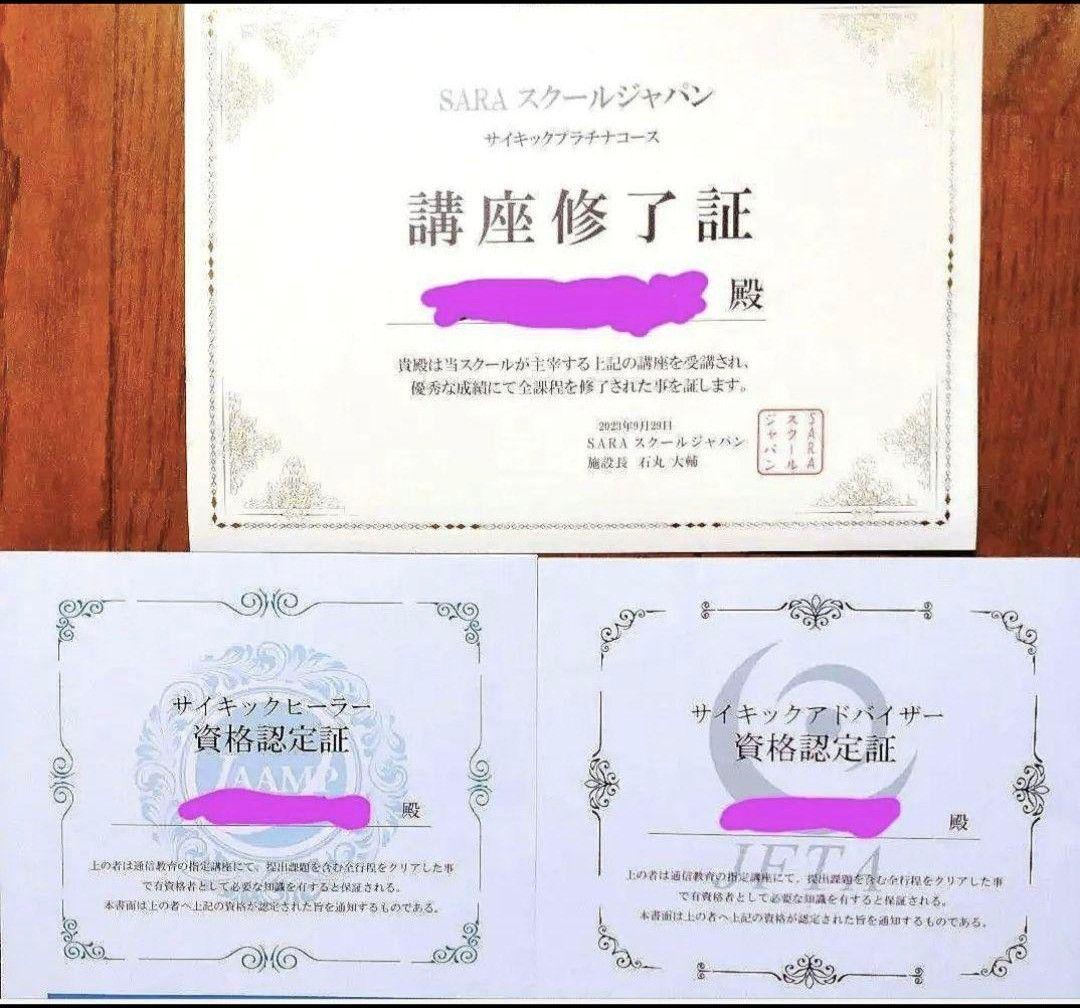 SARA スクールジャパン
サイキックプラチナコース
講座修了証
殿
貴殿は当スクールが主宰する上記の講座を受講され、
優秀な成績にて全課程を修了された事を証します。
2023年9月29日
SARA スクールジャパン
施設長 石丸 大輔
SARA
スクール
ジャパン
サイキックヒーラー
資格認定証
JAAMP
殿
上の者は通信教育の指定講座にて、提出課題を含む全行程をクリアした事
で有資格者として必要な知識を有すると保証される。
本書面は上の者へ上記の資格が認定された旨を通知するものである。
サイキックアドバイザー
資格認定証
殿
JFTA
上の者は通信教育の指定講座にて、提出課題を含む全行程をクリアした事
で有資格者として必要な知識を有すると保証される。
本書面は上の者へ上記の資格が認定された旨を通知するものである。